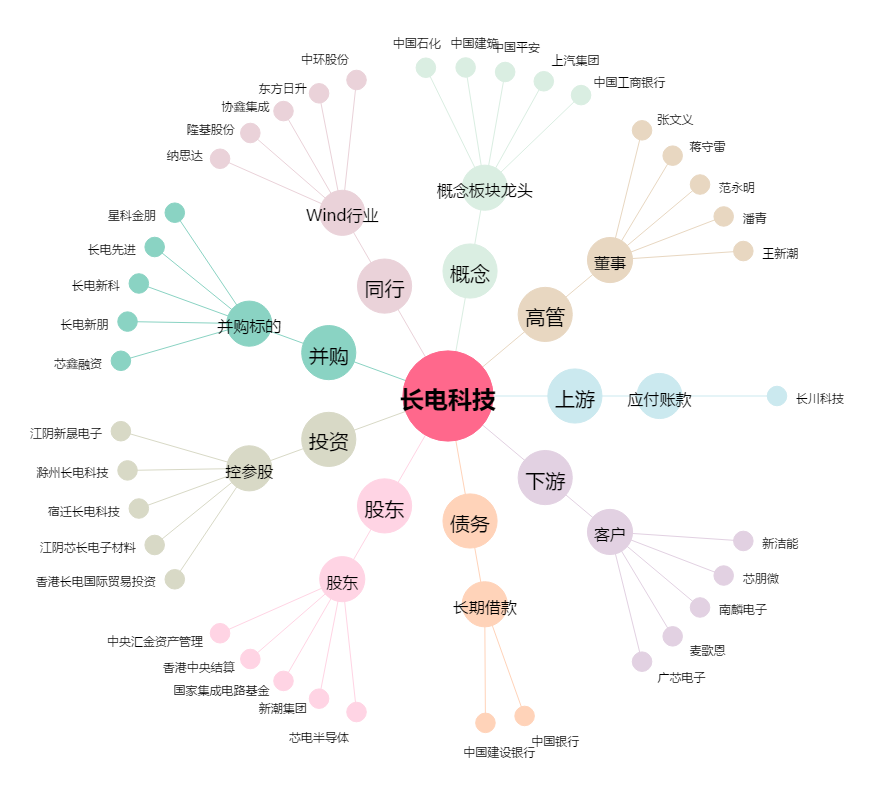 中国石化
中国建筑
中国平安
上汽集团
中国工商银行
中环股份
东方日升
协鑫集成
隆基股份
纳思达
张文义
蒋守雷
范永明
潘青
王新潮
概念板块龙头
Wind行业
星科金朋
长电先进
长电新科
长电新朋
芯鑫融资
董事
概念
同行
高管
并购标的
并购
长电科技
上游
应付账款
长川科技
投资
控参股
江阴新晟电子
滁州长电科技
宿迁长电科技
江阴芯长电子材料
香港长电国际贸易投资
下游
股东
债务
客户
新洁能
芯朋微
南麟电子
麦歌恩
广芯电子
股东
长期借款
中央汇金资产管理
香港中央结算
国家集成电路基金
新潮集团
芯电半导体
中国建设银行
中国银行